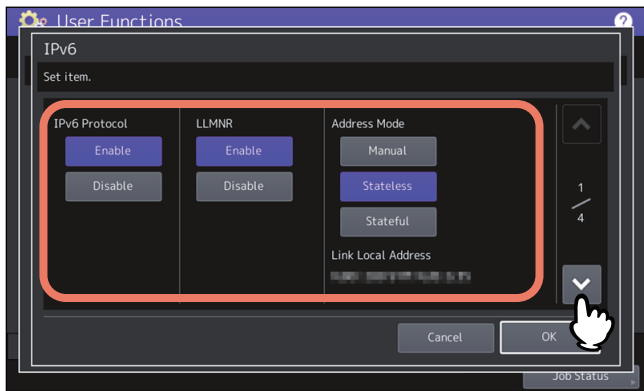 User Functions
?
IPv6
Set item.
IPv6 Protocol
Enable
Disable
LLMNR
Enable
Disable
Address Mode
Manual
Stateless
Stateful
Link Local Address
1
4
Cancel
OK
Job Status